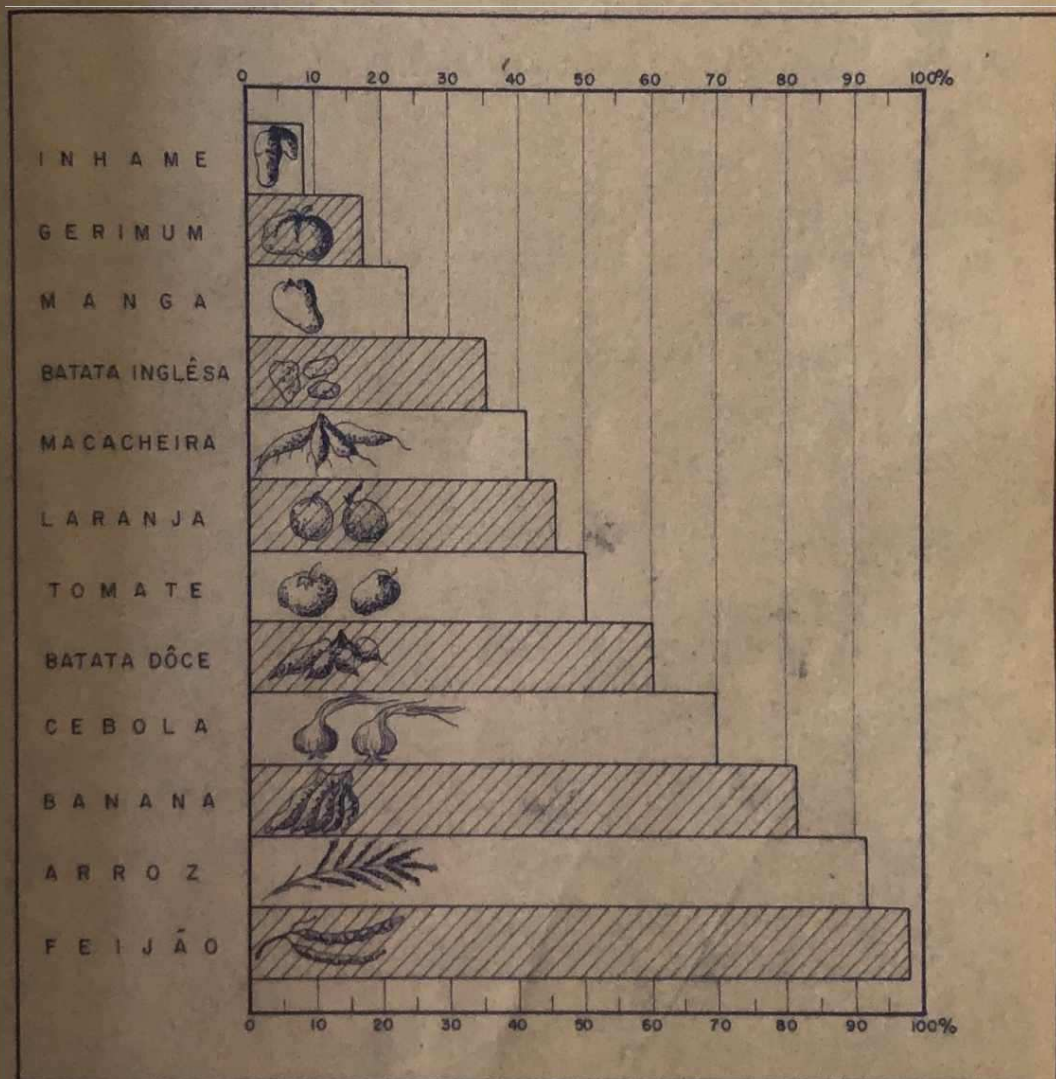 0 10 20 30 40 50 60 70 80 90 100%
INHAME
GERIMUM
MANGA
BATATA INGLÊSA
MACACHEIRA
LARANJA
TOMATE
BATATA DÔCE
CEBOLA
BANANA
ARROZ
FEIJÃO
0 10 20 30 40 50 60 70 80 90 100%